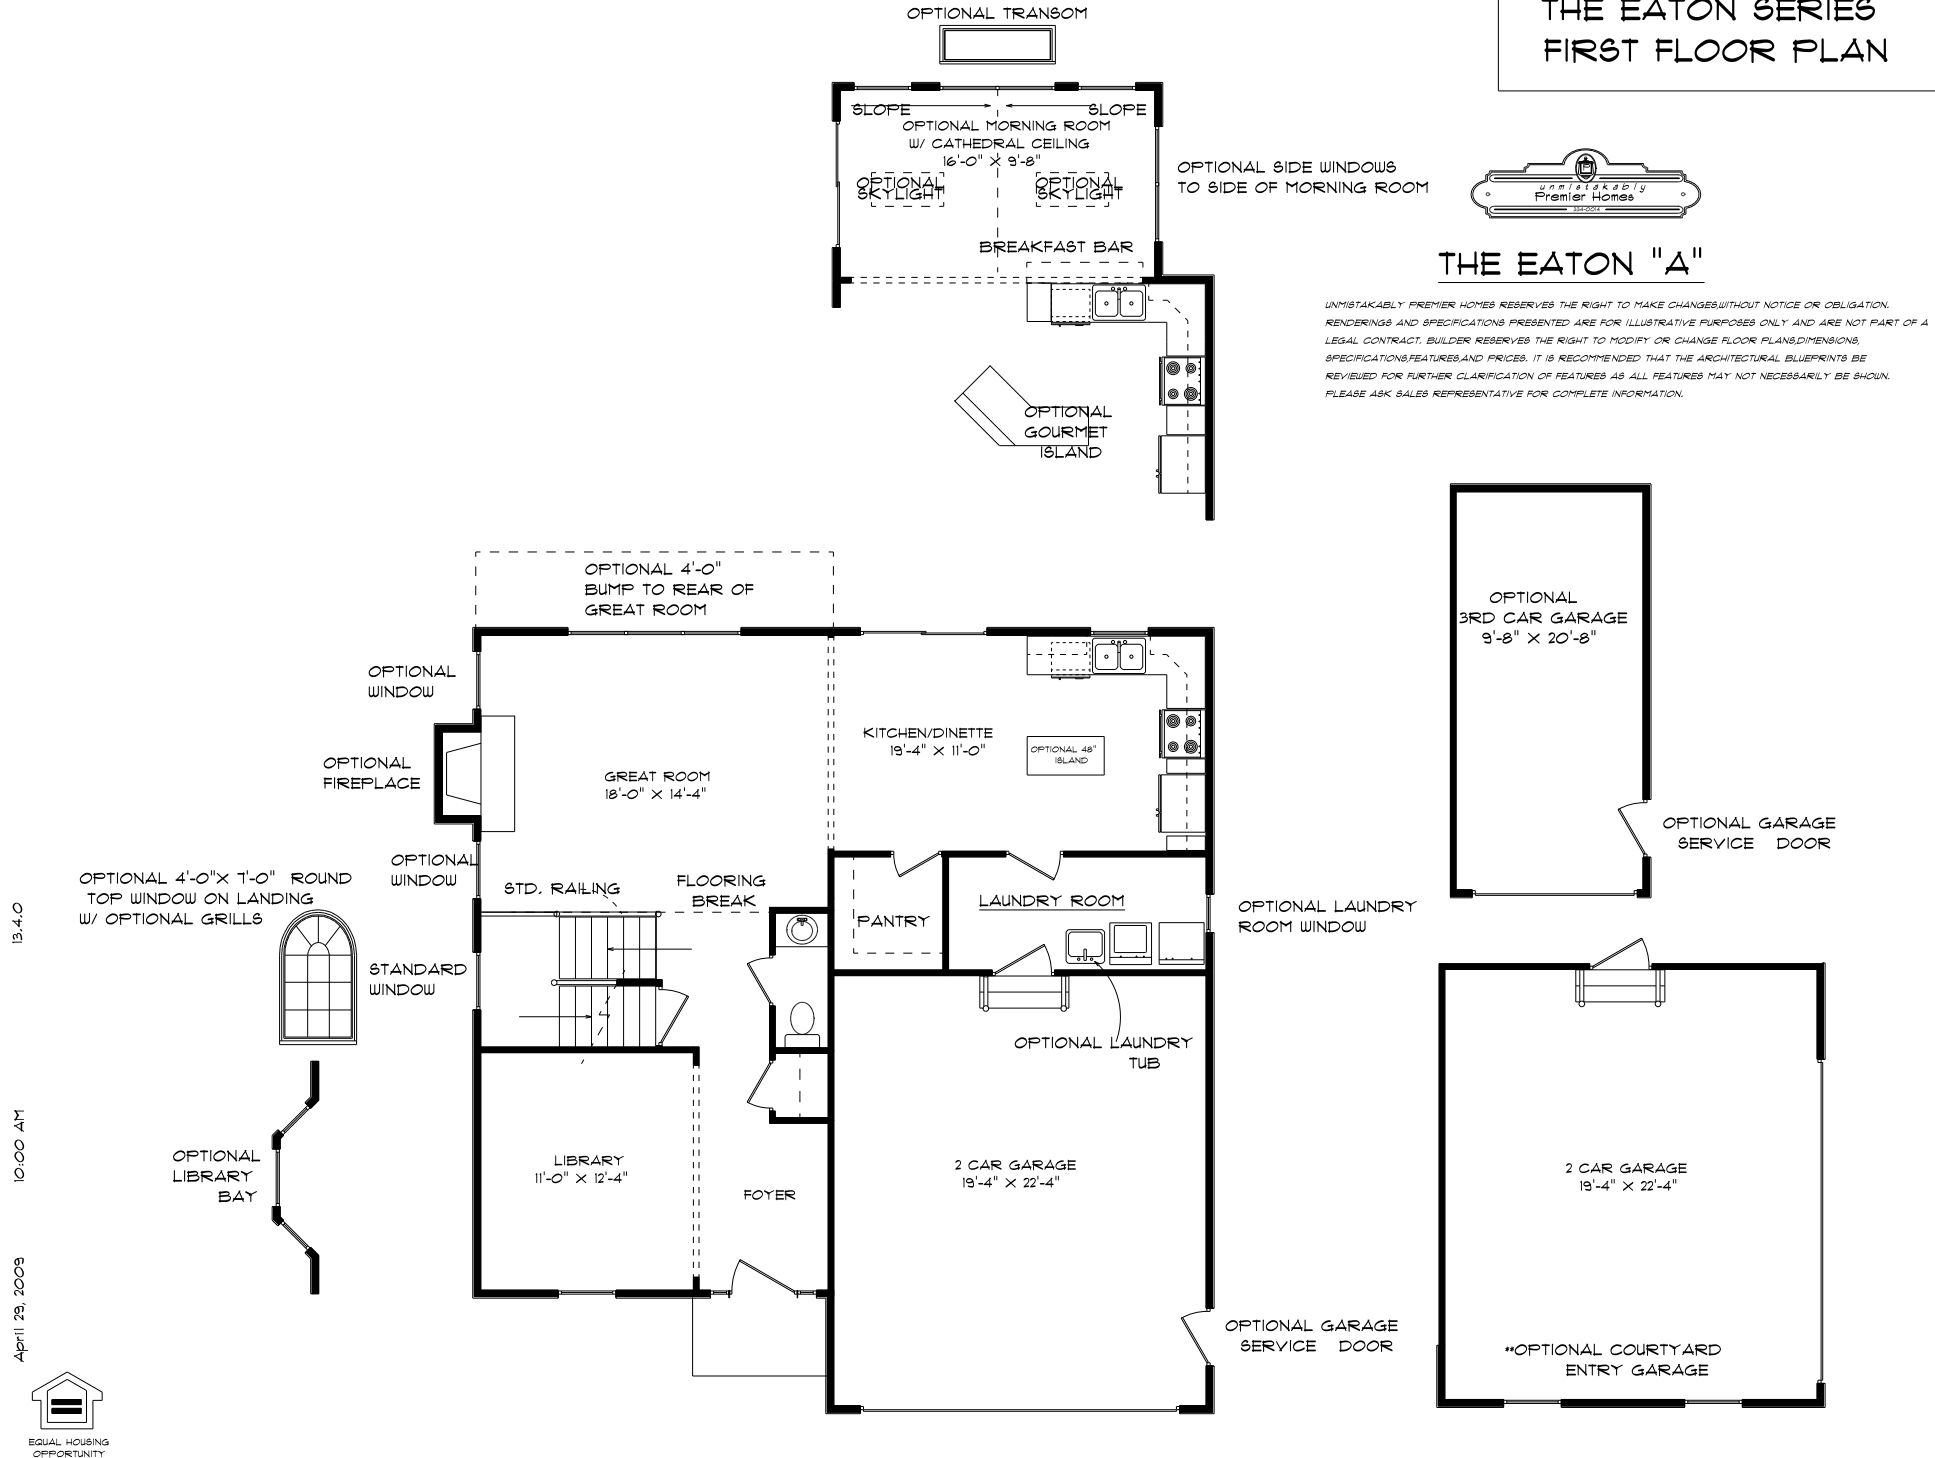 THE EATON SERIES
FIRST FLOOR PLAN
OPTIONAL TRANSOM
SLOPE
SLOPE
OPTIONAL MORNING ROOM
W/ CATHEDRAL CEILING
16'-0" X 9'-8"
OPTIONAL
SKYLIGHT
OPTIONAL
SKYLIGHT
OPTIONAL SIDE WINDOWS
TO SIDE OF MORNING ROOM
BREAKFAST BAR
unmistakably
Premier Homes
THE EATON "A"
UNMISTAKABLY PREMIER HOMES RESERVES THE RIGHT TO MAKE CHANGES,WITHOUT NOTICE OR OBLIGATION.
RENDERINGS AND SPECIFICATIONS PRESENTED ARE FOR ILLUSTRATIVE PURPOSES ONLY AND ARE NOT PART OF A
LEGAL CONTRACT. BUILDER RESERVES THE RIGHT TO MODIFY OR CHANGE FLOOR PLANS,DIMENSIONS,
SPECIFICATIONS,FEATURES,AND PRICES. IT IS RECOMMENDED THAT THE ARCHITECTURAL BLUEPRINTS BE
REVIEWED FOR FURTHER CLARIFICATION OF FEATURES AS ALL FEATURES MAY NOT NECESSARILY BE SHOWN.
PLEASE ASK SALES REPRESENTATIVE FOR COMPLETE INFORMATION.
OPTIONAL
GOURMET
ISLAND
OPTIONAL 4'-0"
BUMP TO REAR OF
GREAT ROOM
OPTIONAL
3RD CAR GARAGE
9'-8" X 20'-8"
OPTIONAL
WINDOW
KITCHEN/DINETTE
19'-4" X 11'-0"
OPTIONAL 48"
ISLAND
OPTIONAL
FIREPLACE
GREAT ROOM
18'-0" X 14'-4"
OPTIONAL GARAGE
SERVICE DOOR
OPTIONAL
WINDOW
OPTIONAL 4'-0"X 7'-0" ROUND
TOP WINDOW ON LANDING
W/ OPTIONAL GRILLS
STD. RAILING
FLOORING
BREAK
PANTRY
LAUNDRY ROOM
OPTIONAL LAUNDRY
ROOM WINDOW
STANDARD
WINDOW
OPTIONAL LAUNDRY
TUB
OPTIONAL
LIBRARY
BAY
LIBRARY
11'-0" X 12'-4"
FOYER
2 CAR GARAGE
19'-4" X 22'-4"
2 CAR GARAGE
19'-4" X 22'-4"
OPTIONAL GARAGE
SERVICE DOOR
**OPTIONAL COURTYARD
ENTRY GARAGE
April 29, 2009 10:00 AM 13.4.0
EQUAL HOUSING
OPPORTUNITY